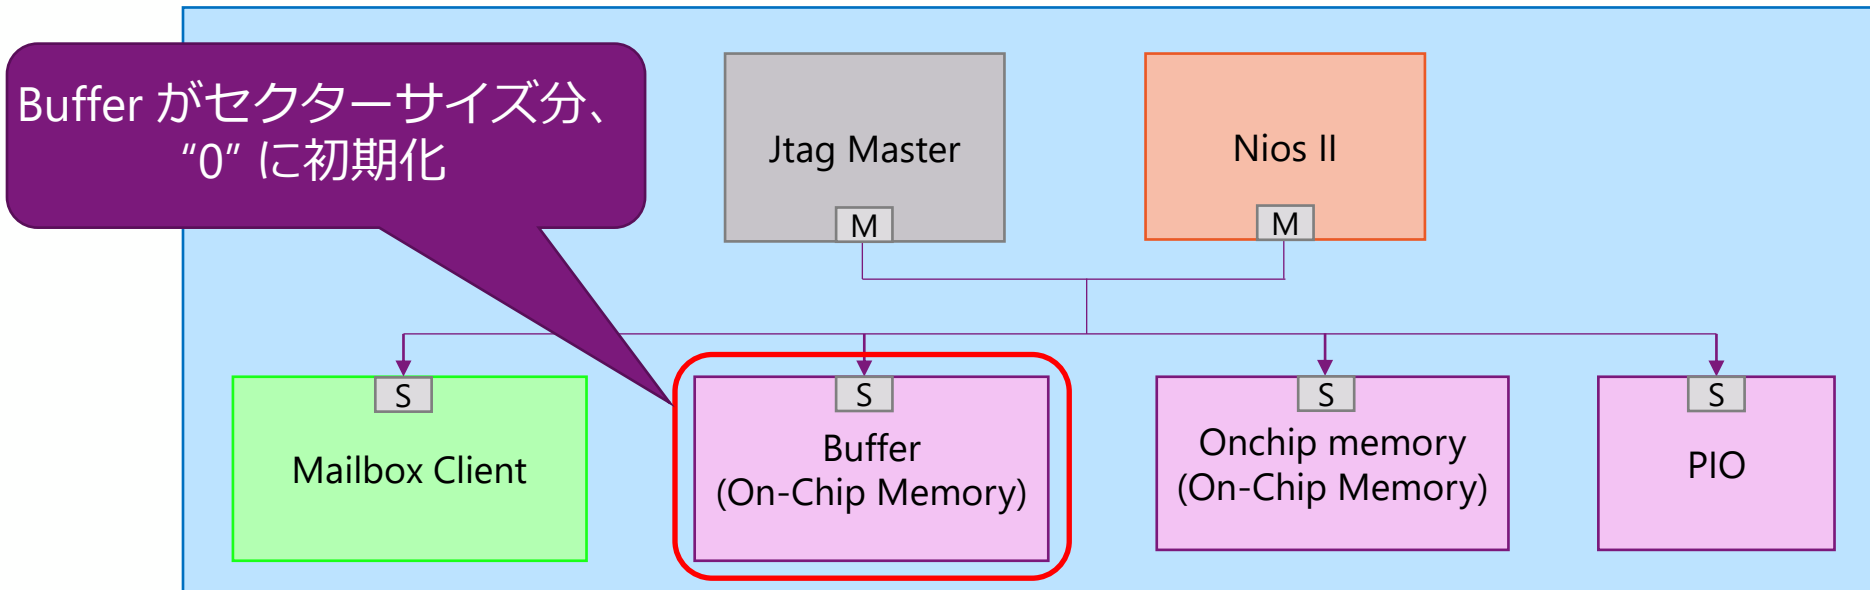 Buffer がセクターサイズ分、
“0” に初期化
Jtag Master
M
Nios II
M
S
Mailbox Client
S
Buffer
(On-Chip Memory)
S
Onchip memory
(On-Chip Memory)
S
PIO